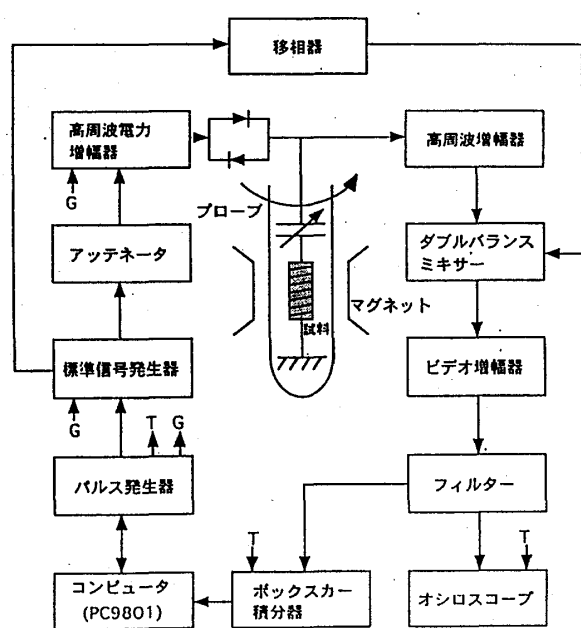 移相器
高周波電力
増幅器
高周波増幅器
G
プローブ
アッテネータ
ダブルバランス
ミキサー
マグネット
試料
標準信号発生器
ビデオ増幅器
G
T
G
パルス発生器
フィルター
T
T
コンピュータ
(PC9801)
ボックスカー
積分器
オシロスコープ